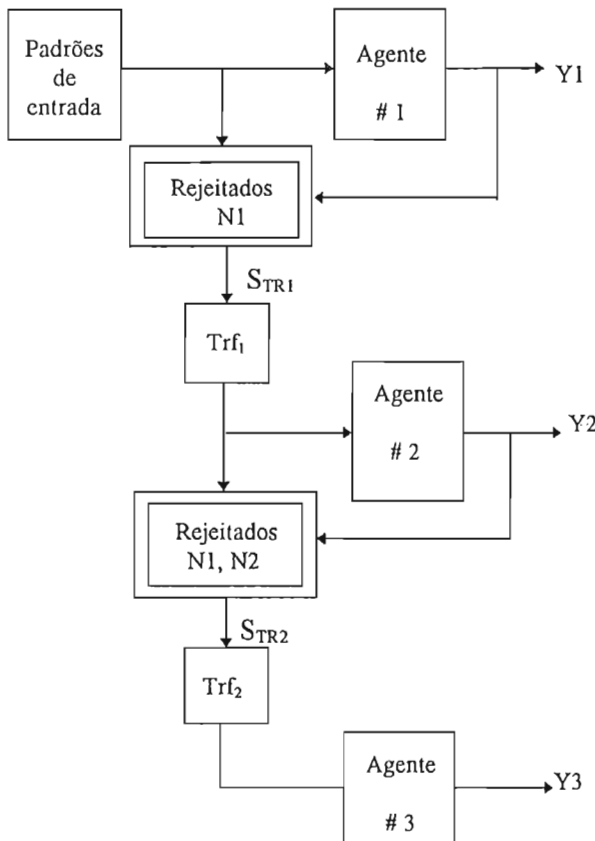 Padrões
de
entrada
Agente
# 1
Y1
Rejeitados
N1
STR1
Trf1
Agente
# 2
Y2
Rejeitados
N1, N2
STR2
Trf2
Agente
# 3
Y3